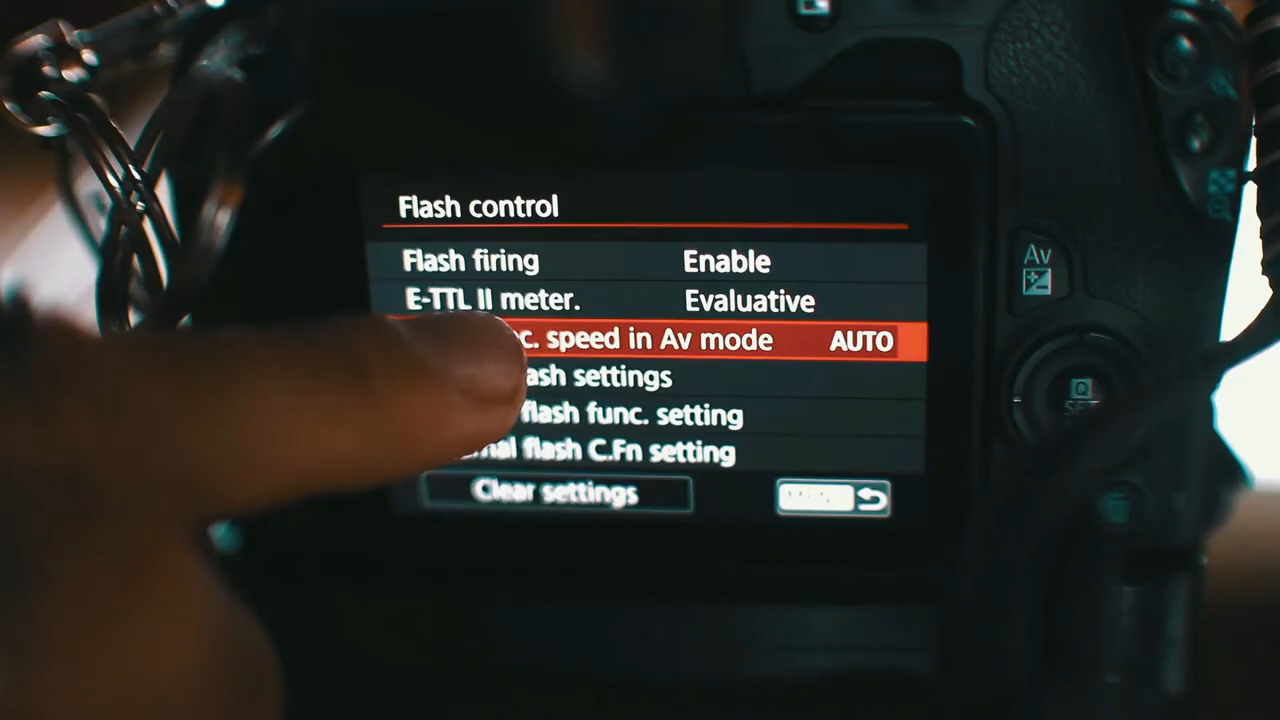 Flash control
Flash firing Enable
E-TTL II meter. Evaluative
c. speed in Av mode AUTO
ash settings
flash func. setting
nal flash C.Fn setting
Clear settings
Av
Q
SET